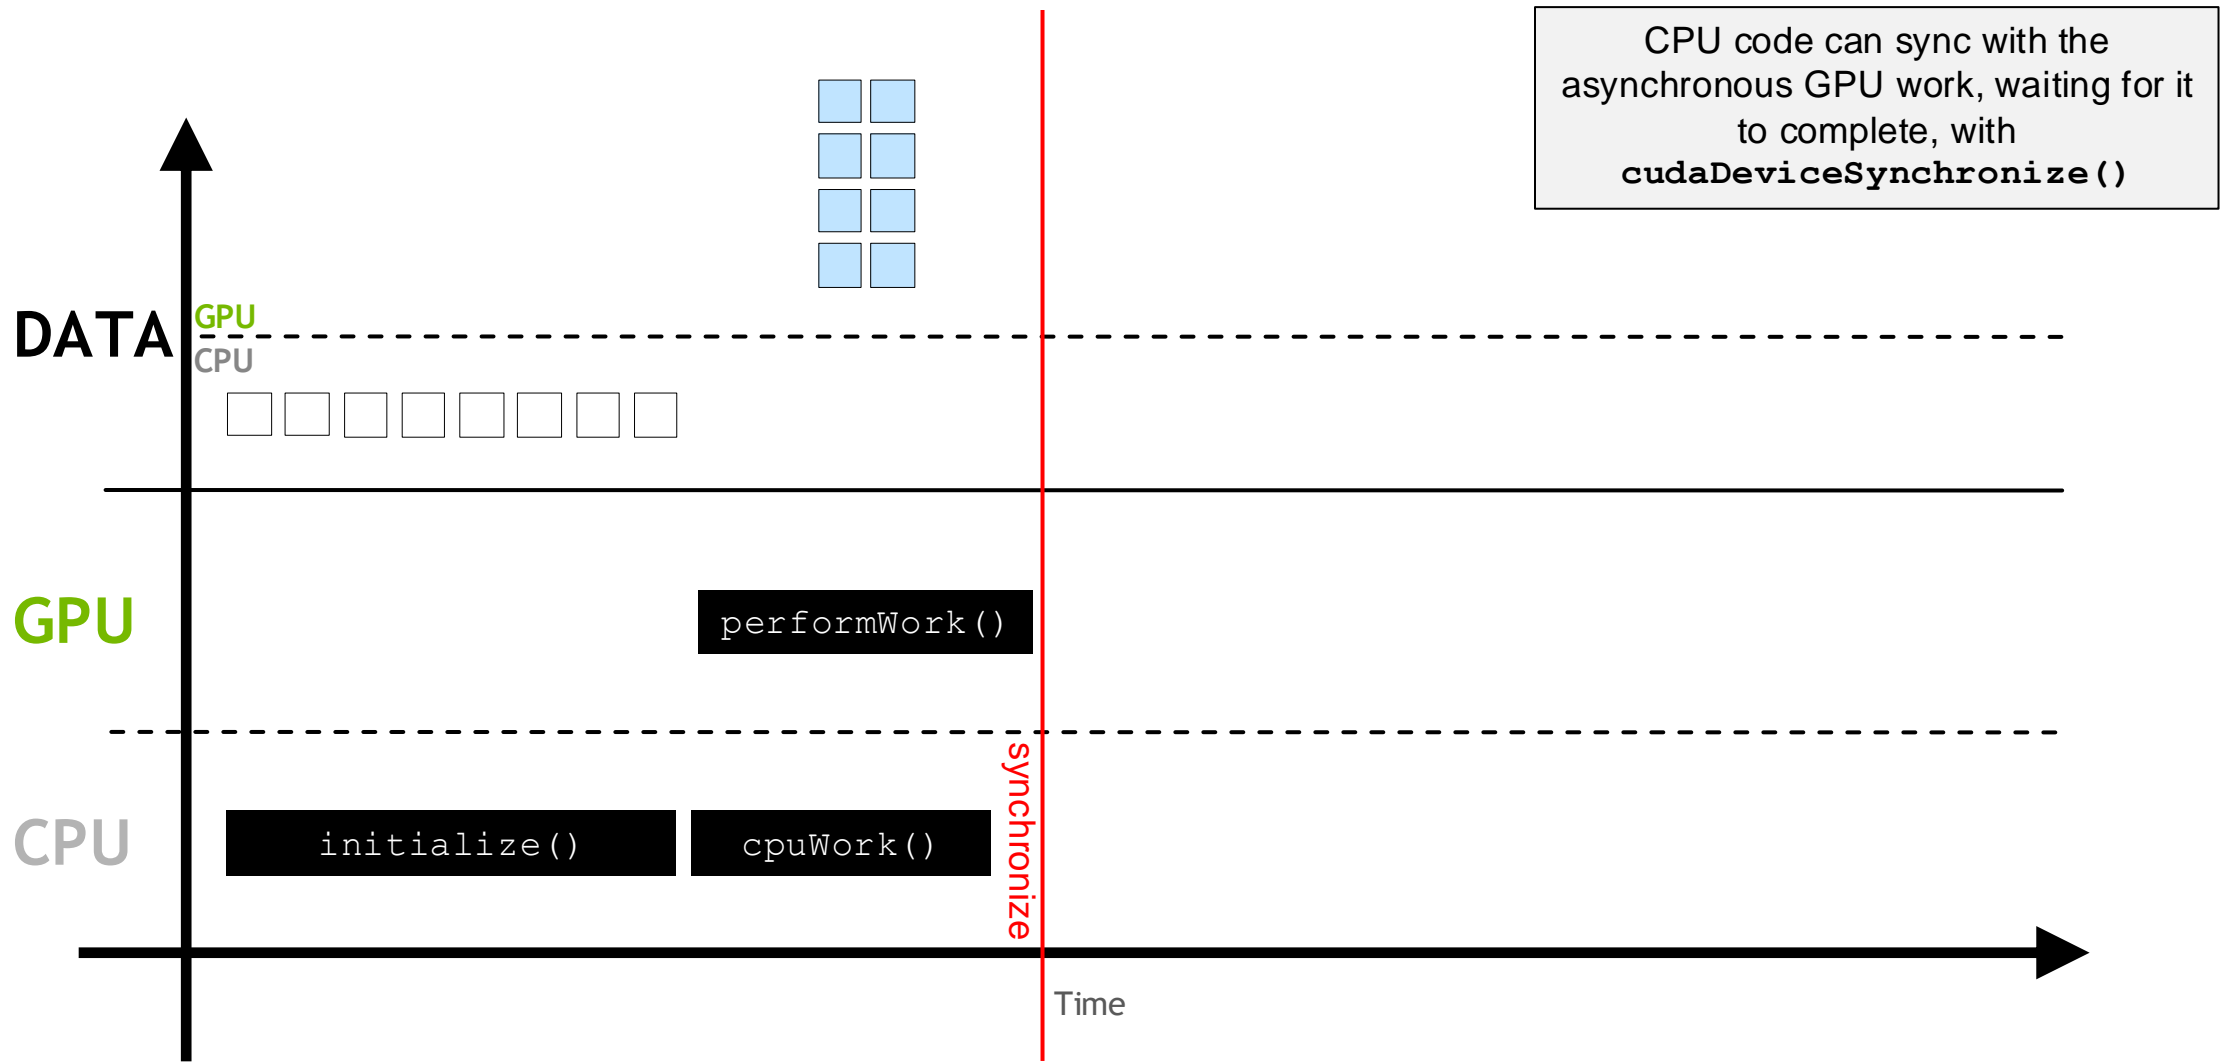 CPU code can sync with the
asynchronous GPU work, waiting for it
to complete, with
cudaDeviceSynchronize()
DATA
GPU
CPU
GPU
performWork()
CPU
initialize()
cpuWork()
synchronize
Time